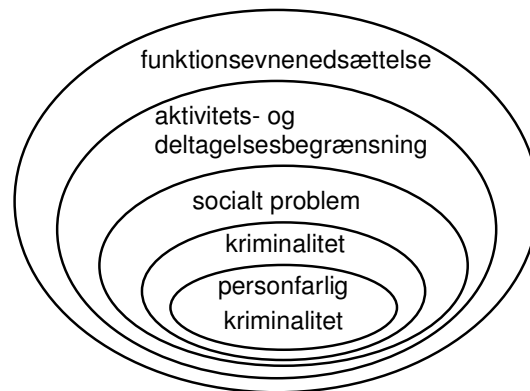 funktionsevnenedsættelse
aktivitets- og
deltagelsesbegrænsning
socialt problem
kriminalitet
personfarlig
kriminalitet